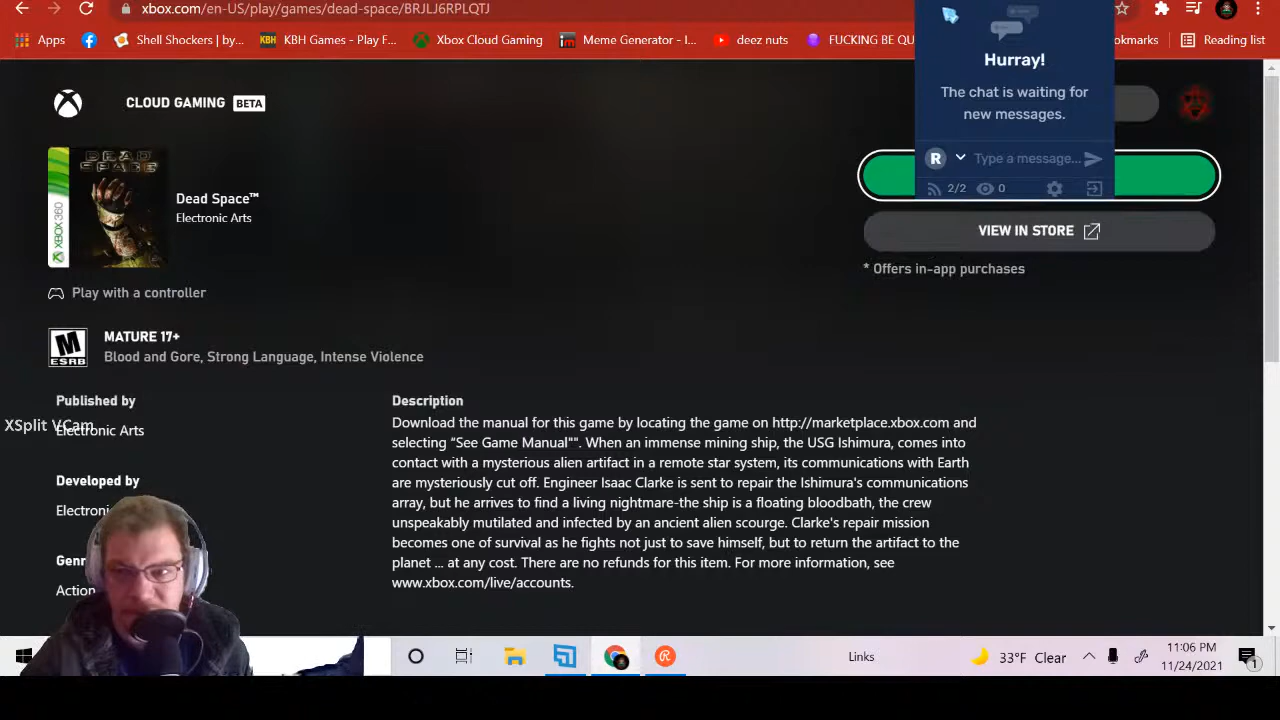 xbox.com/en-US/play/games/dead-space/BRJLJ6RPLQTJ
Apps
Shell Shockers | by...
KBH KBH Games - Play F...
Xbox Cloud Gaming
im Meme Generator - I...
deez nuts
FUCKING BE QU
okmarks
Reading list
Hurray!
The chat is waiting for
new messages.
R
Type a message...
2/2
0
CLOUD GAMING BETA
DEAD SPACE
XBOX 360
Dead Space™
Electronic Arts
VIEW IN STORE
* Offers in-app purchases
Play with a controller
M
ESRB
MATURE 17+
Blood and Gore, Strong Language, Intense Violence
Published by
XSplit VCam
Electronic Arts
Developed by
Electroni
Genr
Action
Description
Download the manual for this game by locating the game on http://marketplace.xbox.com and
selecting “See Game Manual"". When an immense mining ship, the USG Ishimura, comes into
contact with a mysterious alien artifact in a remote star system, its communications with Earth
are mysteriously cut off. Engineer Isaac Clarke is sent to repair the Ishimura's communications
array, but he arrives to find a living nightmare-the ship is a floating bloodbath, the crew
unspeakably mutilated and infected by an ancient alien scourge. Clarke's repair mission
becomes one of survival as he fights not just to save himself, but to return the artifact to the
planet ... at any cost. There are no refunds for this item. For more information, see
www.xbox.com/live/accounts.
Links
33°F Clear
11:06 PM
11/24/2021
1